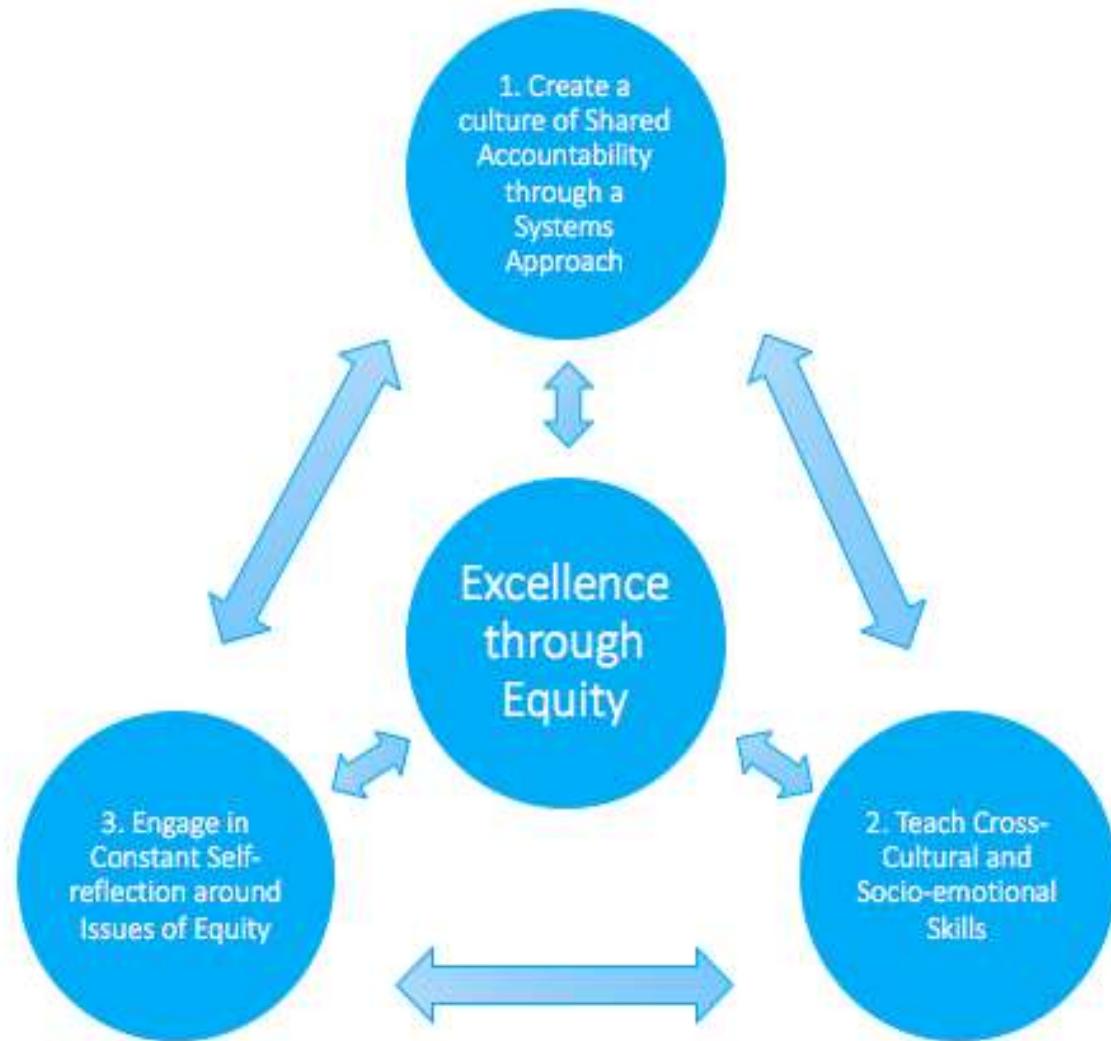 1. Create a
culture of Shared
Accountability
through a
Systems
Approach
Excellence
through
Equity
3. Engage in
Constant Self-
reflection around
Issues of Equity
2. Teach Cross-
Cultural and
Socio-emotional
Skills